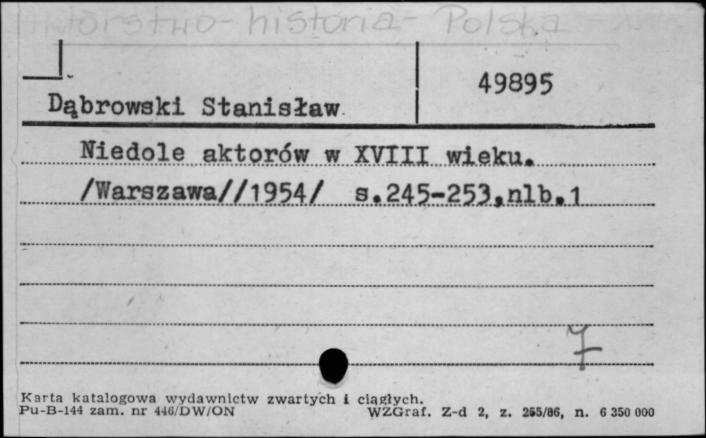 Aktorstwo - historia - Polska
49895
Dąbrowski Stanisław
Niedole aktorów w XVIII wieku.
/Warszawa//1954/ s.245-253,nlb.1
7
Karta katalogowa wydawnictw zwartych i ciągłych.
Pu-B-144 zam. nr 446/DW/ON WZGraf. Z-d 2, z. 255/86, n. 6 350 000